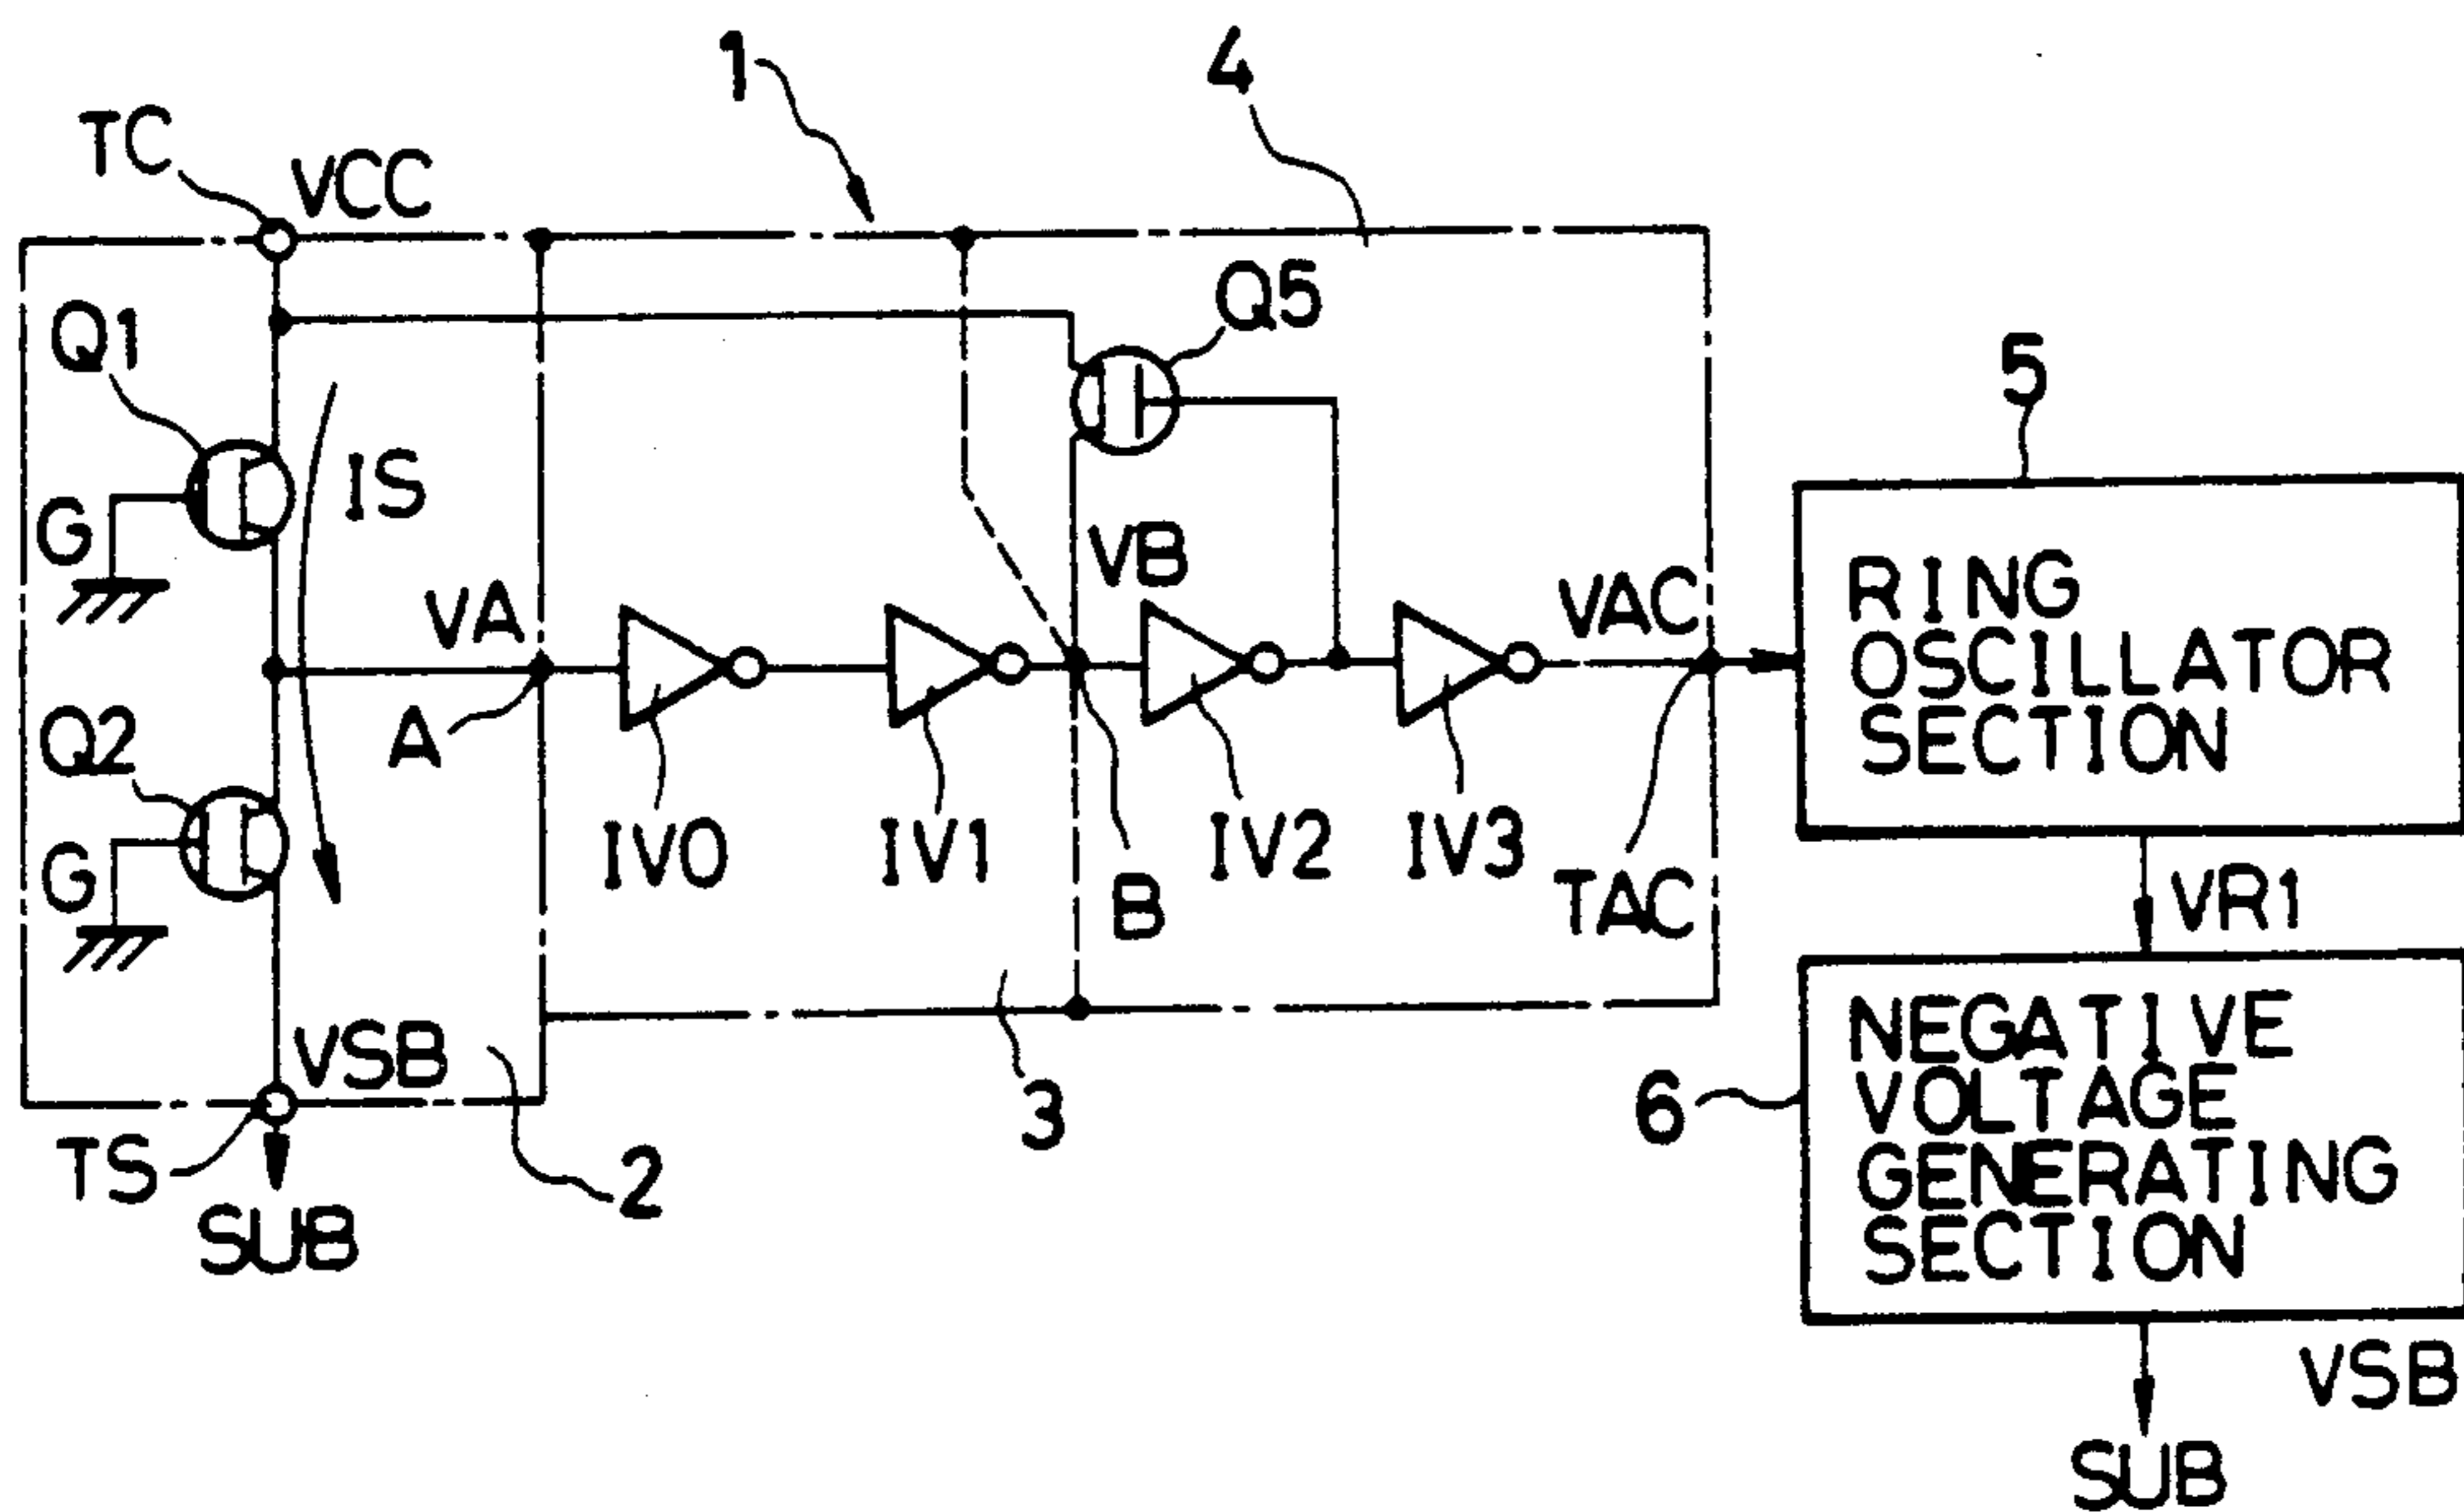 1
4
TC
VCC
Q1
Q5
5
IS
G
VB
VA
VAC
RING
OSCILLATOR
SECTION
Q2
A
IV0
IV1
IV2
IV3
G
B
TAC
VR1
VSB
NEGATIVE
VOLTAGE
GENERATING
SECTION
3
6
TS
2
SUB
VSB
SUB